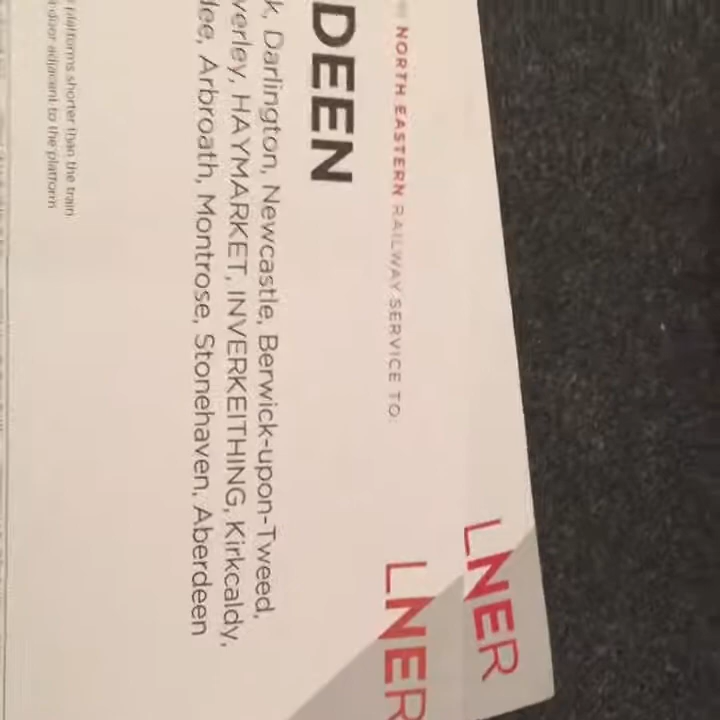 NORTH EASTERN RAILWAY SERVICE TO:
LNER
LNER
DEEN
k, Darlington, Newcastle, Berwick-upon-Tweed,
verley, HAYMARKET, INVERKEITHING, Kirkcaldy,
dee, Arbroath, Montrose, Stonehaven, Aberdeen
platforms shorter than the train
door adjacent to the platform